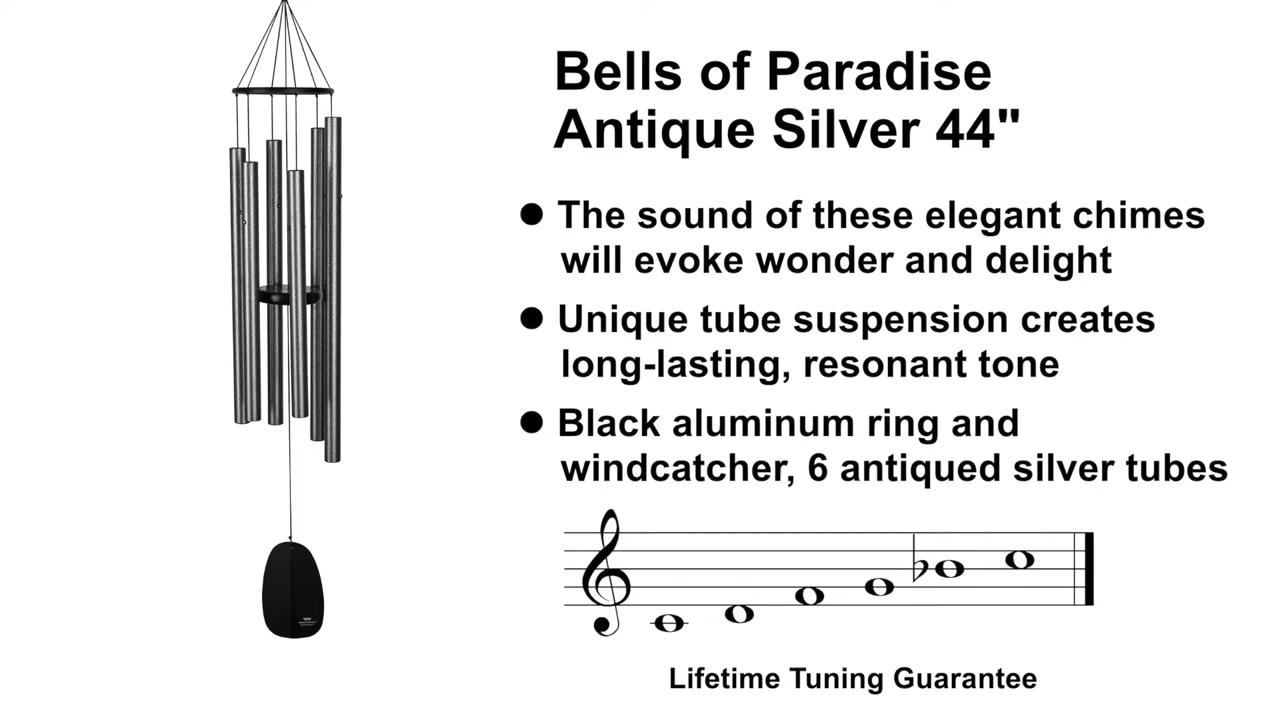 Bells of Paradise
Antique Silver 44"
● The sound of these elegant chimes
will evoke wonder and delight
● Unique tube suspension creates
long-lasting, resonant tone
● Black aluminum ring and
windcatcher, 6 antiqued silver tubes
Lifetime Tuning Guarantee